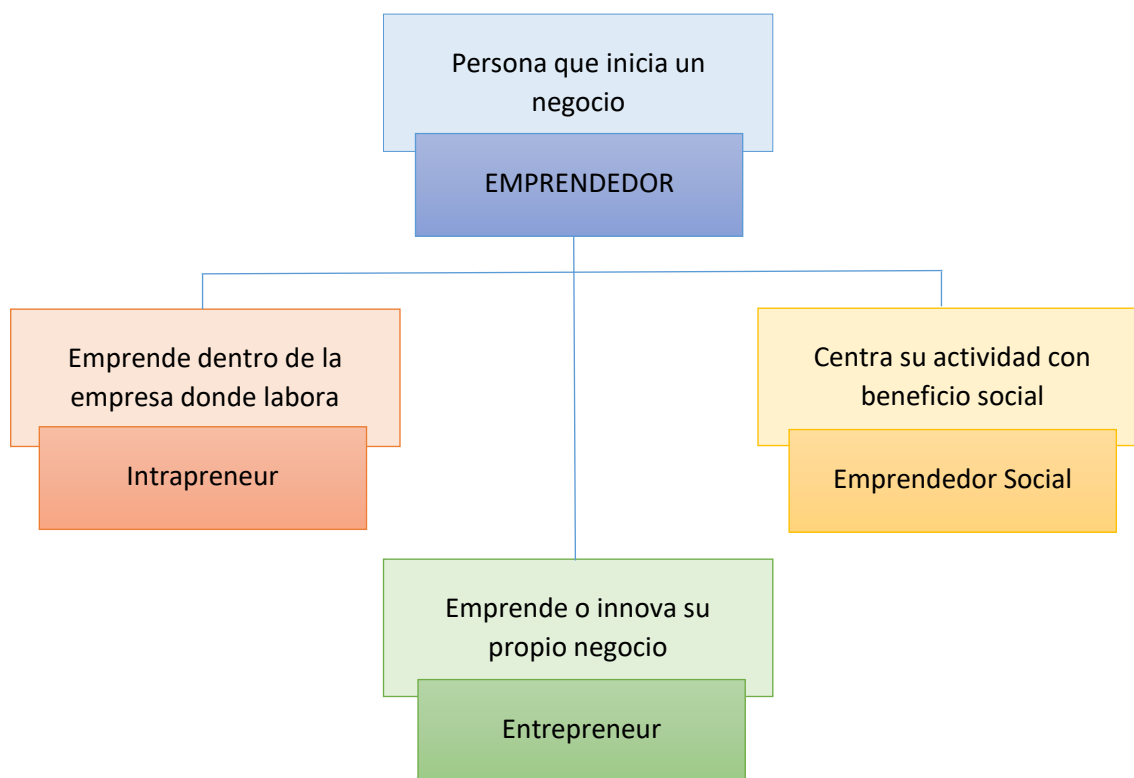 Persona que inicia un
negocio
EMPRENDEDOR
Emprende dentro de la
empresa donde labora
Intrapreneur
Centra su actividad con
beneficio social
Emprendedor Social
Emprende o innova su
propio negocio
Entrepreneur